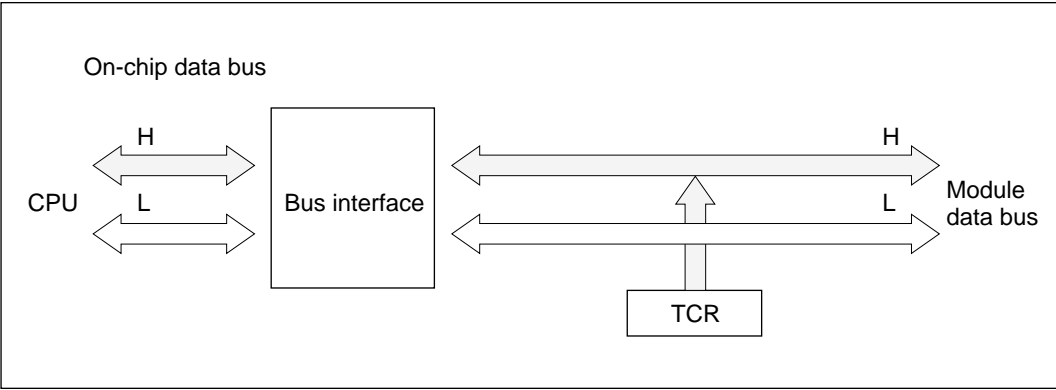 On-chip data bus
H
H
CPU
L
Bus interface
L
Module
data bus
TCR